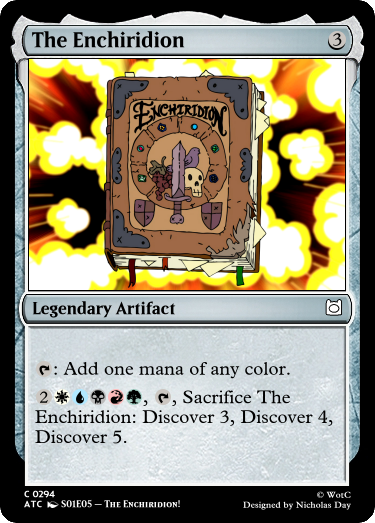 The Enchiridion 3
ENCHIRIDION
Legendary Artifact
: Add one mana of any color.
2 , , Sacrifice The
Enchiridion: Discover 3, Discover 4,
Discover 5.
C 0294 © WotC
ATC S01E05 — The Enchiridion! Designed by Nicholas Day